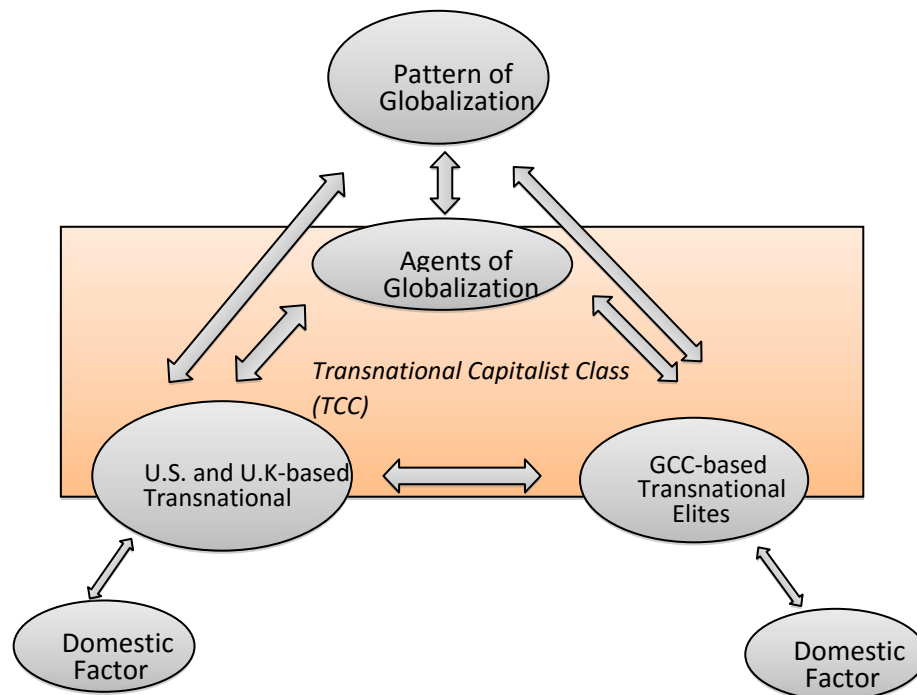 Pattern of
Globalization
Agents of
Globalization
Transnational Capitalist Class
(TCC)
U.S. and U.K-based
Transnational
GCC-based
Transnational
Elites
Domestic
Factor
Domestic
Factor